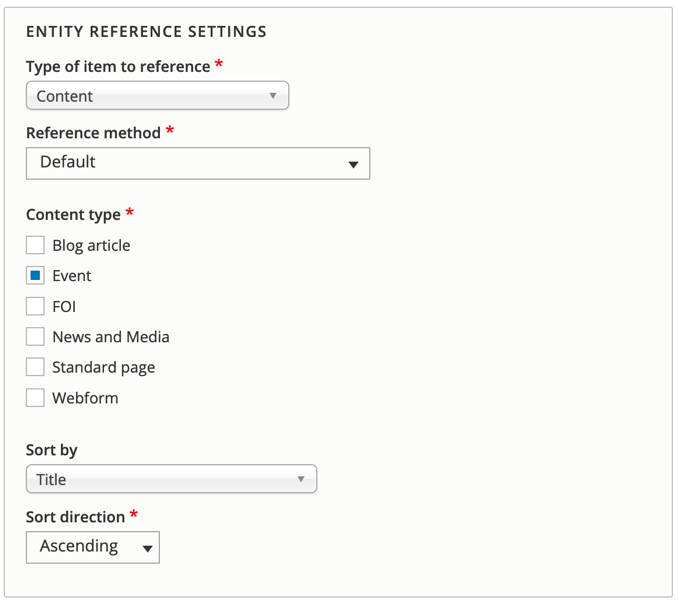 ENTITY REFERENCE SETTINGS
Type of item to reference *
Content
Reference method *
Default
Content type *
Blog article
Event
FOI
News and Media
Standard page
Webform
Sort by
Title
Sort direction *
Ascending